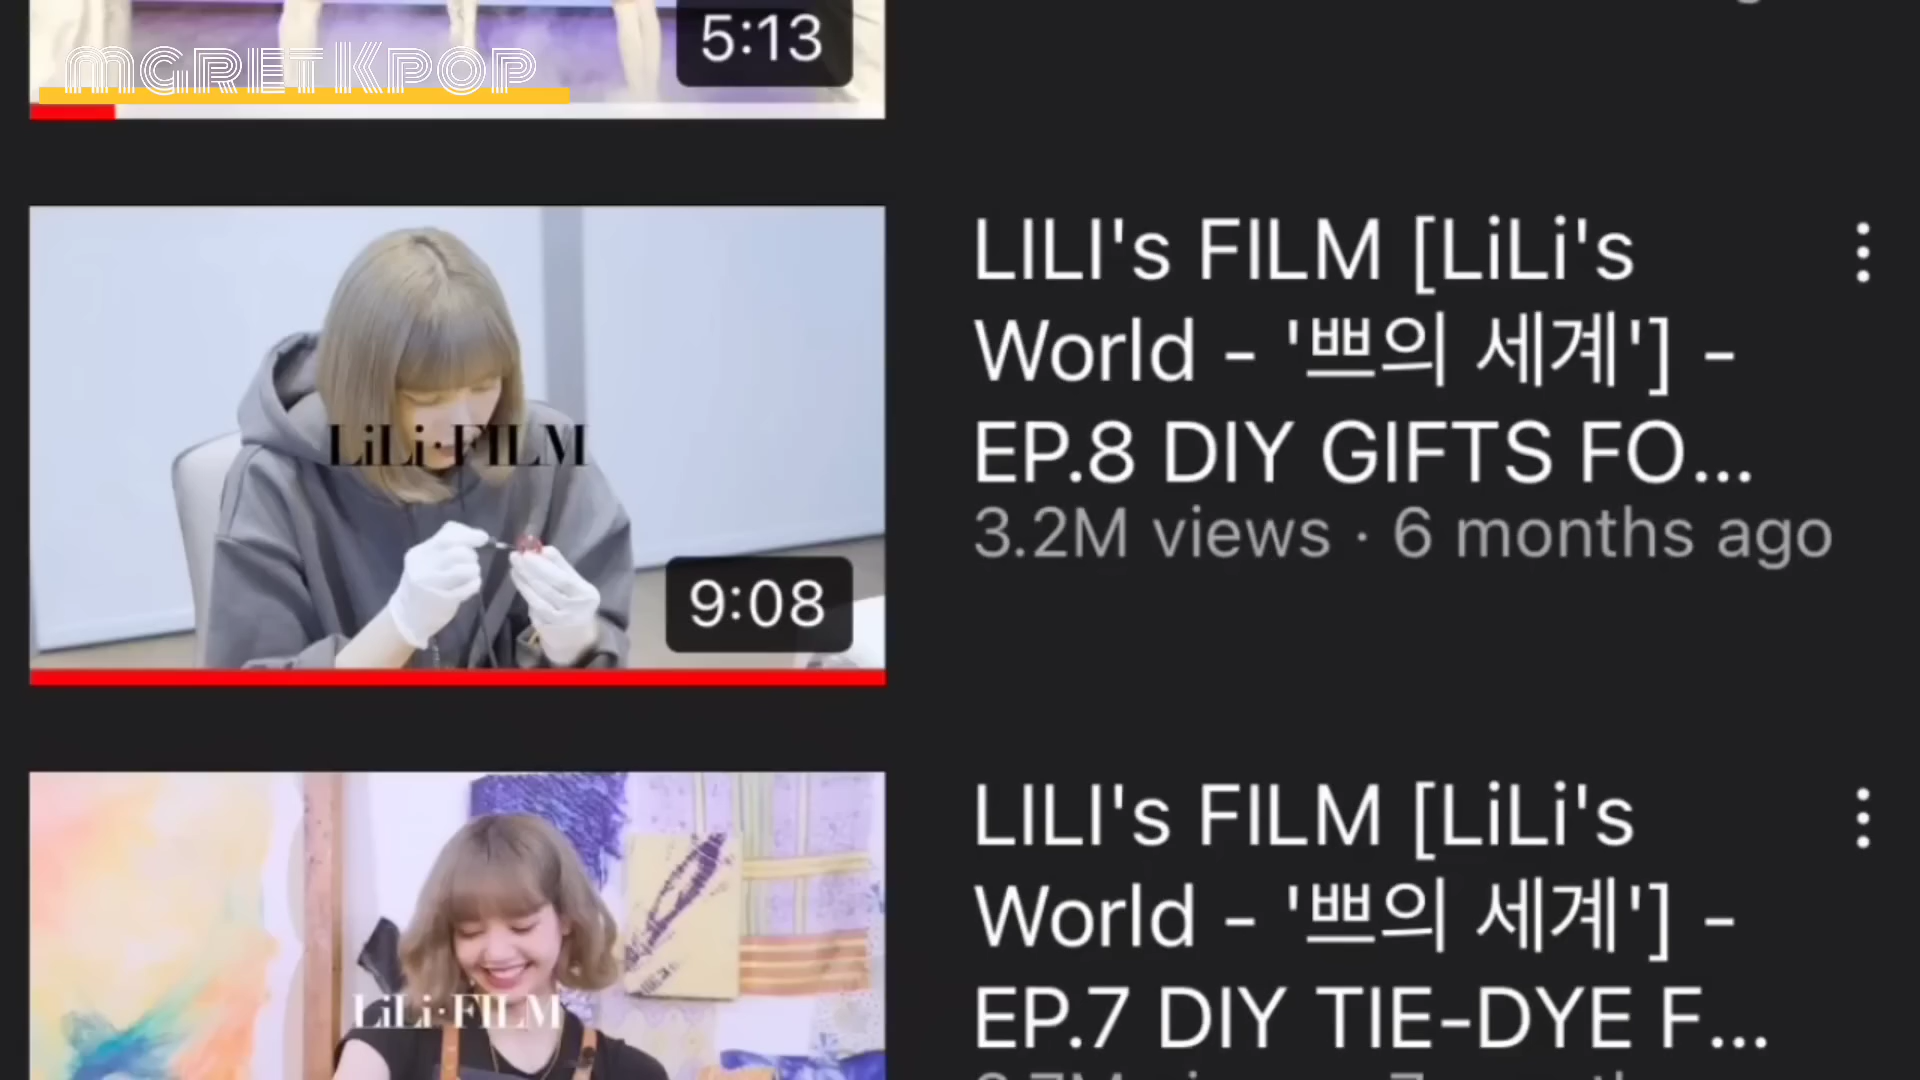 5:13
MGRET KPOP
LILI's FILM [LiLi's
World - '쁘의 세계'] -
EP.8 DIY GIFTS FO...
3.2M views · 6 months ago
LiLi·FILM
9:08
LILI's FILM [LiLi's
World - '쁘의 세계'] -
EP.7 DIY TIE-DYE F...
LiLi·FILM